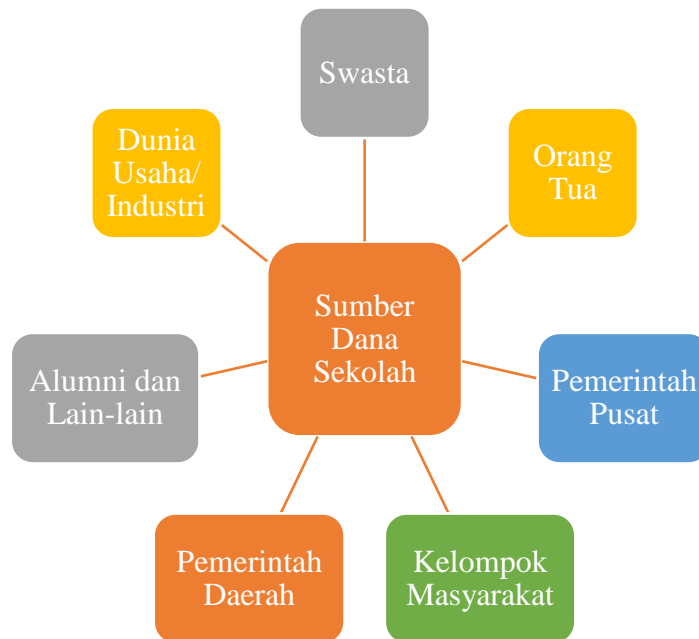 Swasta
Dunia
Usaha/
Industri
Orang
Tua
Sumber
Dana
Sekolah
Alumni dan
Lain-lain
Pemerintah
Pusat
Pemerintah
Daerah
Kelompok
Masyarakat